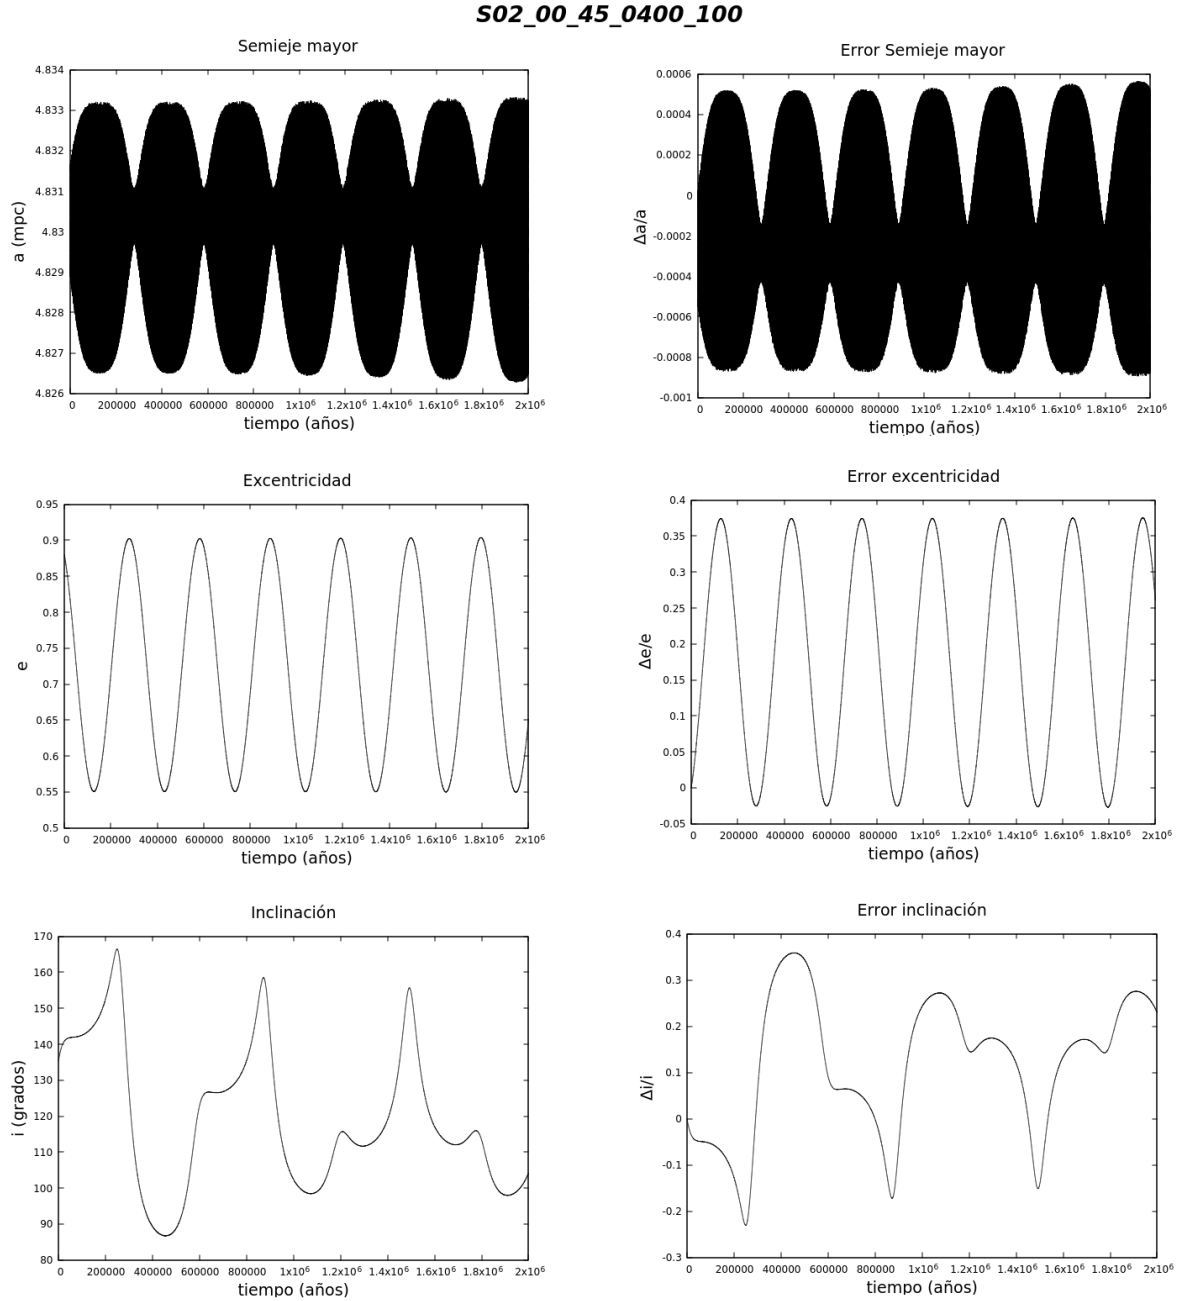 S02_00_45_0400_100
Semieje mayor
4.834
4.833
4.832
4.831
4.83
4.829
4.828
4.827
4.826
a (mpc)
0 200000 400000 600000 800000 1x10⁶ 1.2x10⁶ 1.4x10⁶ 1.6x10⁶ 1.8x10⁶ 2x10⁶
tiempo (años)
Error Semieje mayor
0.0006
0.0004
0.0002
0
-0.0002
-0.0004
-0.0006
-0.0008
-0.001
Δa/a
0 200000 400000 600000 800000 1x10⁶ 1.2x10⁶ 1.4x10⁶ 1.6x10⁶ 1.8x10⁶ 2x10⁶
tiempo (años)
Excentricidad
0.95
0.9
0.85
0.8
0.75
0.7
0.65
0.6
0.55
0.5
e
0 200000 400000 600000 800000 1x10⁶ 1.2x10⁶ 1.4x10⁶ 1.6x10⁶ 1.8x10⁶ 2x10⁶
tiempo (años)
Error excentricidad
0.4
0.35
0.3
0.25
0.2
0.15
0.1
0.05
0
-0.05
Δe/e
0 200000 400000 600000 800000 1x10⁶ 1.2x10⁶ 1.4x10⁶ 1.6x10⁶ 1.8x10⁶ 2x10⁶
tiempo (años)
Inclinación
170
160
150
140
130
120
110
100
90
80
i (grados)
0 200000 400000 600000 800000 1x10⁶ 1.2x10⁶ 1.4x10⁶ 1.6x10⁶ 1.8x10⁶ 2x10⁶
tiempo (años)
Error inclinación
0.4
0.3
0.2
0.1
0
-0.1
-0.2
-0.3
Δi/i
0 200000 400000 600000 800000 1x10⁶ 1.2x10⁶ 1.4x10⁶ 1.6x10⁶ 1.8x10⁶ 2x10⁶
tiempo (años)